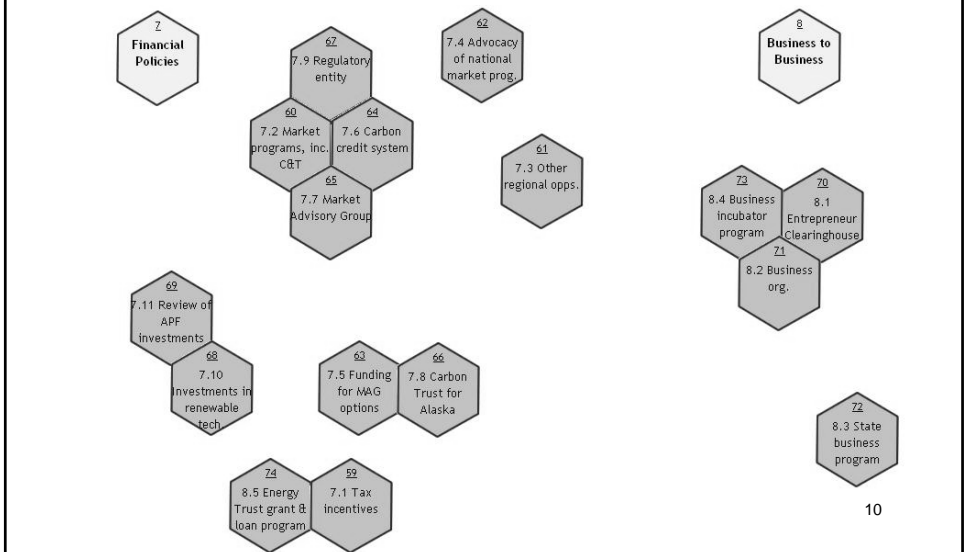 7
Financial
Policies
67
7.9 Regulatory
entity
62
7.4 Advocacy
of national
market prog.
8
Business to
Business
60
7.2 Market
programs, inc.
C&T
64
7.6 Carbon
credit system
65
7.7 Market
Advisory Group
61
7.3 Other
regional opps.
73
8.4 Business
incubator
program
70
8.1
Entrepreneur
Clearinghouse
71
8.2 Business
org.
69
7.11 Review of
APF
investments
68
7.10
Investments in
renewable
tech
63
7.5 Funding
for MAG
options
66
7.8 Carbon
Trust for
Alaska
72
8.3 State
business
program
74
8.5 Energy
Trust grant &
loan program
59
7.1 Tax
incentives
10